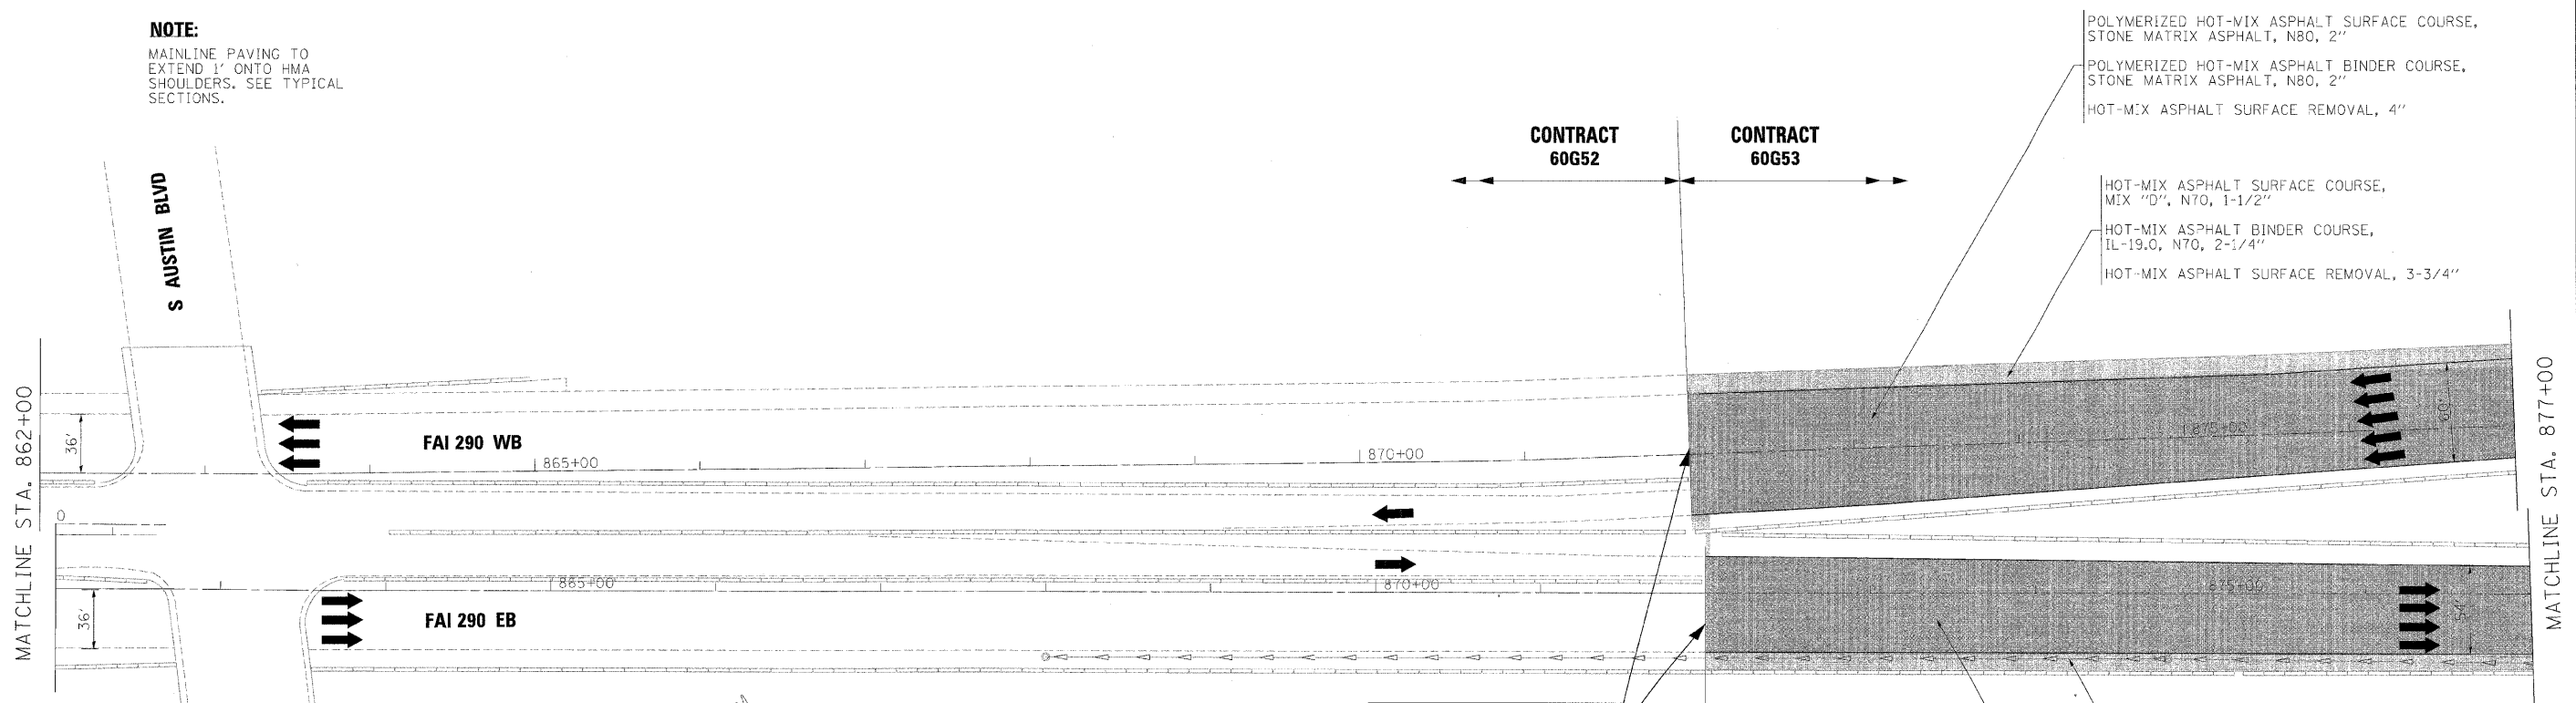 NOTE:
MAINLINE PAVING TO
EXTEND 1' ONTO HMA
SHOULDERS. SEE TYPICAL
SECTIONS.
POLYMERIZED HOT-MIX ASPHALT SURFACE COURSE,
STONE MATRIX ASPHALT, N80, 2"
POLYMERIZED HOT-MIX ASPHALT BINDER COURSE,
STONE MATRIX ASPHALT, N80, 2"
HOT-MIX ASPHALT SURFACE REMOVAL, 4"
CONTRACT
60G52
CONTRACT
60G53
HOT-MIX ASPHALT SURFACE COURSE,
MIX "D", N70, 1-1/2"
HOT-MIX ASPHALT BINDER COURSE,
IL-19.0, N70, 2-1/4"
HOT-MIX ASPHALT SURFACE REMOVAL, 3-3/4"
S AUSTIN BLVD
MATCHLINE STA. 862+00
36'
FAI 290 WB
865+00
870+00
875+00
60'
MATCHLINE STA. 877+00
0
865+00
870+00
875+00
36'
FAI 290 EB
54'